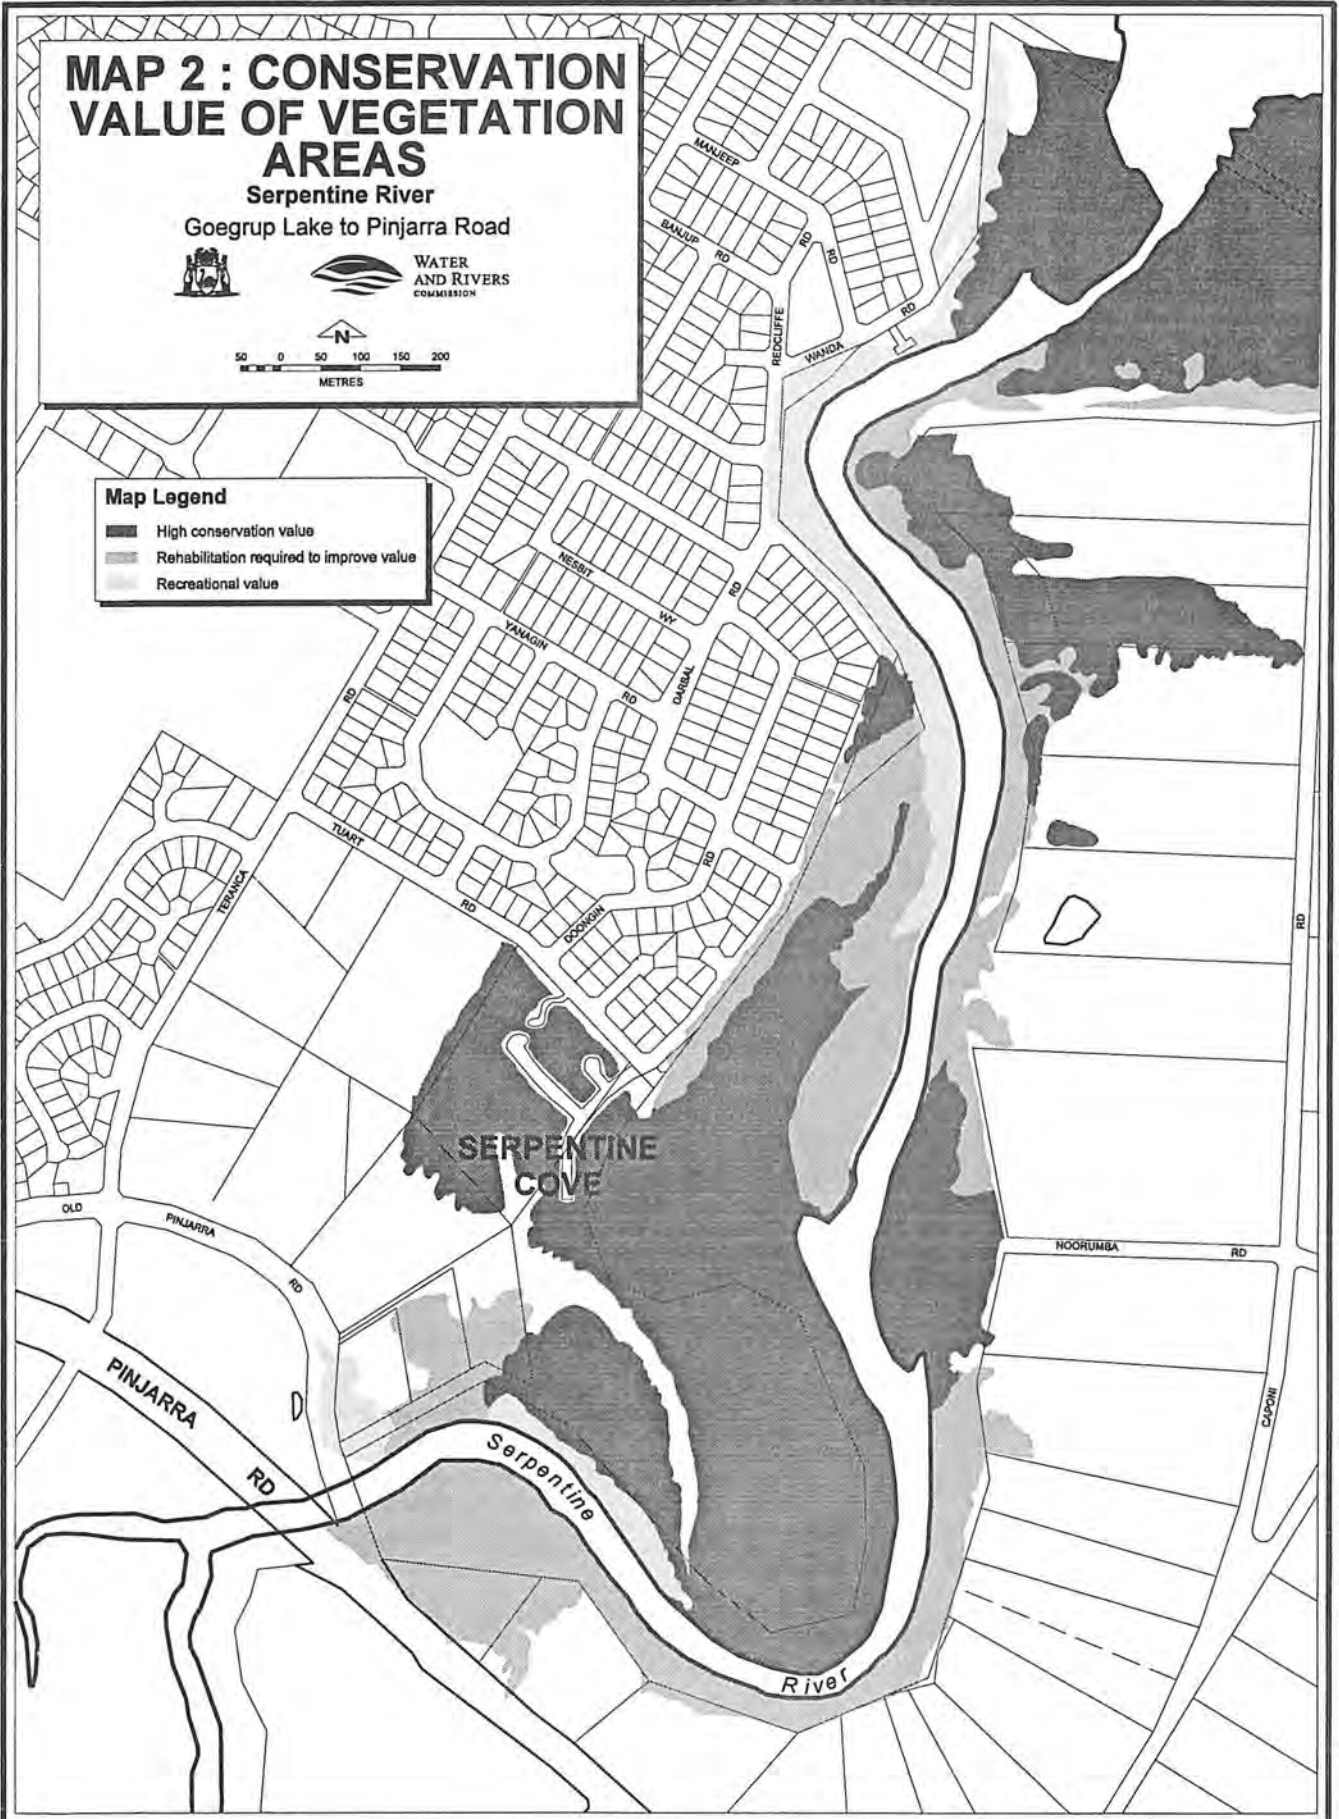 MAP 2 : CONSERVATION
VALUE OF VEGETATION
AREAS
Serpentine River
Goegrup Lake to Pinjarra Road
WATER
AND RIVERS
COMMISSION
N
50 0 50 100 150 200
METRES
Map Legend
High conservation value
Rehabilitation required to improve value
Recreational value
MANJEEP
RD
BANJUP
RD
RD
REDCLIFFE
WANDA
RD
NESBIT
WY
RD
YANAGIN
RD
DARBAL
RD
TUART
RD
TERANCA
DOONGIN
RD
RD
SERPENTINE
COVE
OLD
PINJARRA
RD
NOORUMBA
RD
PINJARRA
RD
CAPONI
Serpentine
River